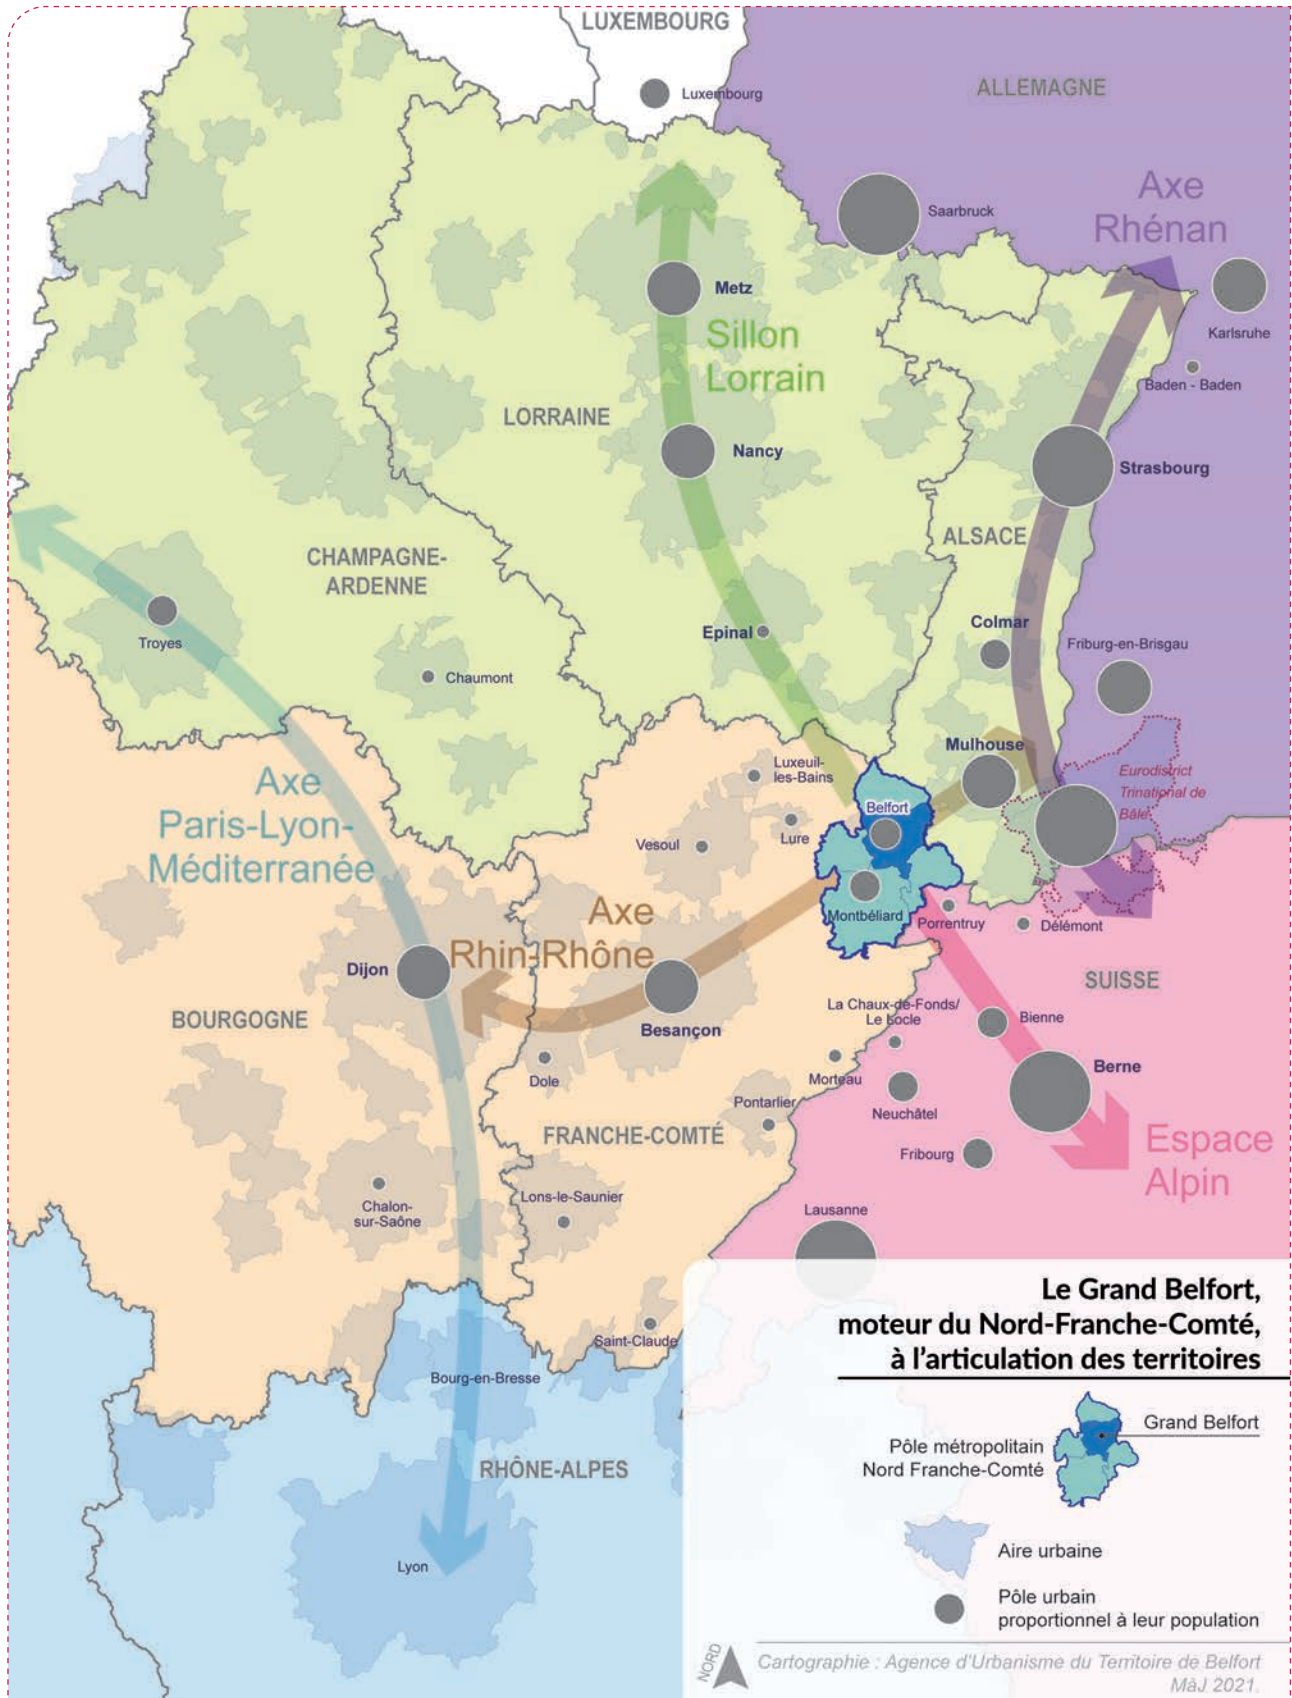 LUXEMBOURG
Luxembourg
ALLEMAGNE
Axe
Rhénan
Saarbruck
Karlsruhe
Baden - Baden
Metz
Sillon
Lorrain
LORRAINE
Nancy
Strasbourg
ALSACE
CHAMPAGNE-
ARDENNE
Troyes
Chaumont
Epinal
Colmar
Friburg-en-Brisgau
Mulhouse
Eurodistrict
Trinational de
Bâle
Luxeuil
les-Bains
Axe
Paris-Lyon-
Méditerranée
Vesoul
Lure
Belfort
Montbéliard
Porrentruy
Délémont
Axe
Rhin-Rhône
Dijon
Besançon
BOURGOGNE
SUISSE
La Chaux-de-Fonds/
Le Locle
Bienne
Berne
Dole
Morteau
Neuchâtel
Pontarlier
FRANCHE-COMTÉ
Fribourg
Espace
Alpin
Chalon-
sur-Saône
Lons-le-Saunier
Lausanne
Saint-Claude
Bourg-en-Bresse
RHÔNE-ALPES
Lyon
Le Grand Belfort,
moteur du Nord-Franche-Comté,
à l'articulation des territoires
Grand Belfort
Pôle métropolitain
Nord Franche-Comté
Aire urbaine
Pôle urbain
proportionnel à leur population
NORD
Cartographie : Agence d'Urbanisme du Territoire de Belfort
MàJ 2021.